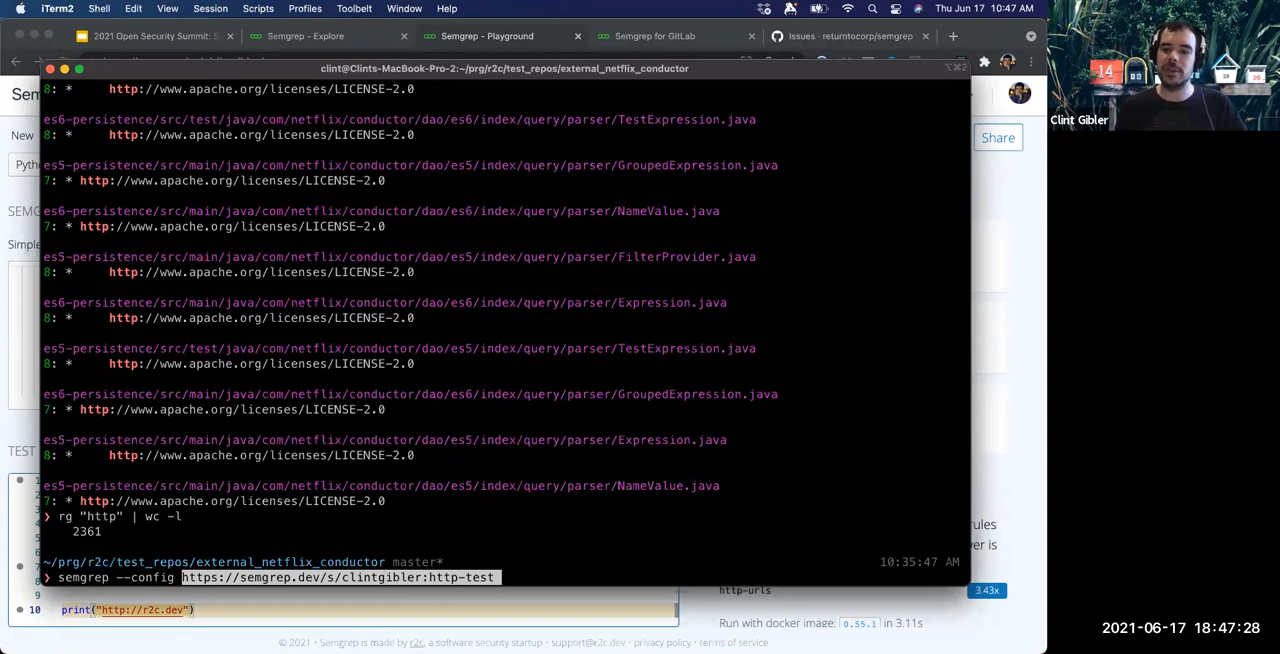 iTerm2 Shell Edit View Session Scripts Profiles Toolbelt Window Help Thu Jun 17 10:47 AM
2021 Open Security Summit: S Semgrep - Explore Semgrep - Playground Semgrep for GitLab Issues · returntocorp/semgrep
clint@Clints-MacBook-Pro-2:~/prg/r2c/test_repos/external_netflix_conductor ⌥⌘2
8: * http://www.apache.org/licenses/LICENSE-2.0
es6-persistence/src/test/java/com/netflix/conductor/dao/es6/index/query/parser/TestExpression.java
8: * http://www.apache.org/licenses/LICENSE-2.0
es5-persistence/src/main/java/com/netflix/conductor/dao/es5/index/query/parser/GroupedExpression.java
7: * http://www.apache.org/licenses/LICENSE-2.0
es6-persistence/src/main/java/com/netflix/conductor/dao/es6/index/query/parser/NameValue.java
7: * http://www.apache.org/licenses/LICENSE-2.0
es5-persistence/src/main/java/com/netflix/conductor/dao/es5/index/query/parser/FilterProvider.java
8: * http://www.apache.org/licenses/LICENSE-2.0
es6-persistence/src/main/java/com/netflix/conductor/dao/es6/index/query/parser/Expression.java
8: * http://www.apache.org/licenses/LICENSE-2.0
es5-persistence/src/test/java/com/netflix/conductor/dao/es5/index/query/parser/TestExpression.java
8: * http://www.apache.org/licenses/LICENSE-2.0
es6-persistence/src/main/java/com/netflix/conductor/dao/es6/index/query/parser/GroupedExpression.java
7: * http://www.apache.org/licenses/LICENSE-2.0
es5-persistence/src/main/java/com/netflix/conductor/dao/es5/index/query/parser/Expression.java
8: * http://www.apache.org/licenses/LICENSE-2.0
es5-persistence/src/main/java/com/netflix/conductor/dao/es5/index/query/parser/NameValue.java
7: * http://www.apache.org/licenses/LICENSE-2.0
❯ rg "http" | wc -l
2361
~/prg/r2c/test_repos/external_netflix_conductor master* 10:35:47 AM
❯ semgrep --config https://semgrep.dev/s/clintgibler:http-test
Sem
New
Pyth
SEMG
Simple
TEST
1
2
7
9
10 print("http://r2c.dev")
Share
rules
er is
http-urls 3.43x
Run with docker image: 0.55.1 in 3.11s
© 2021 • Semgrep is made by r2c, a software security startup • support@r2c.dev • privacy policy • terms of service
14
Clint Gibler
2021-06-17 18:47:28